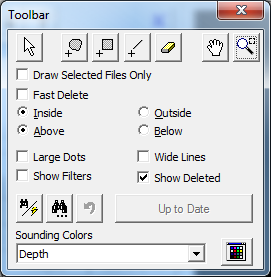 Toolbar
Draw Selected Files Only
Fast Delete
Inside
Outside
Above
Below
Large Dots
Wide Lines
Show Filters
Show Deleted
Up to Date
Sounding Colors
Depth